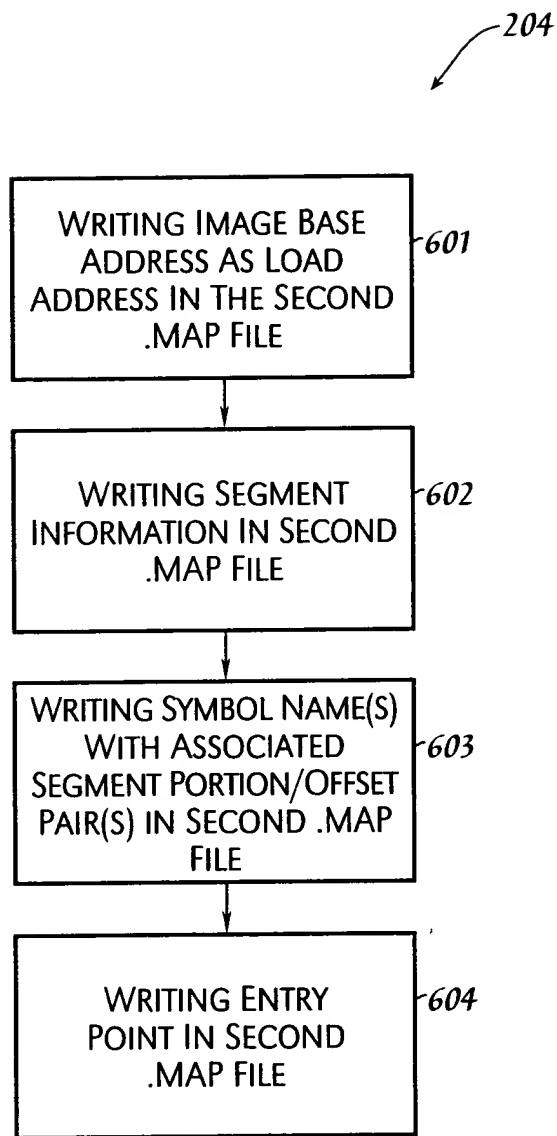 204
WRITING IMAGE BASE
ADDRESS AS LOAD
ADDRESS IN THE SECOND
.MAP FILE
601
WRITING SEGMENT
INFORMATION IN SECOND
.MAP FILE
602
WRITING SYMBOL NAME(S)
WITH ASSOCIATED
SEGMENT PORTION/OFFSET
PAIR(S) IN SECOND .MAP
FILE
603
WRITING ENTRY
POINT IN SECOND
.MAP FILE
604